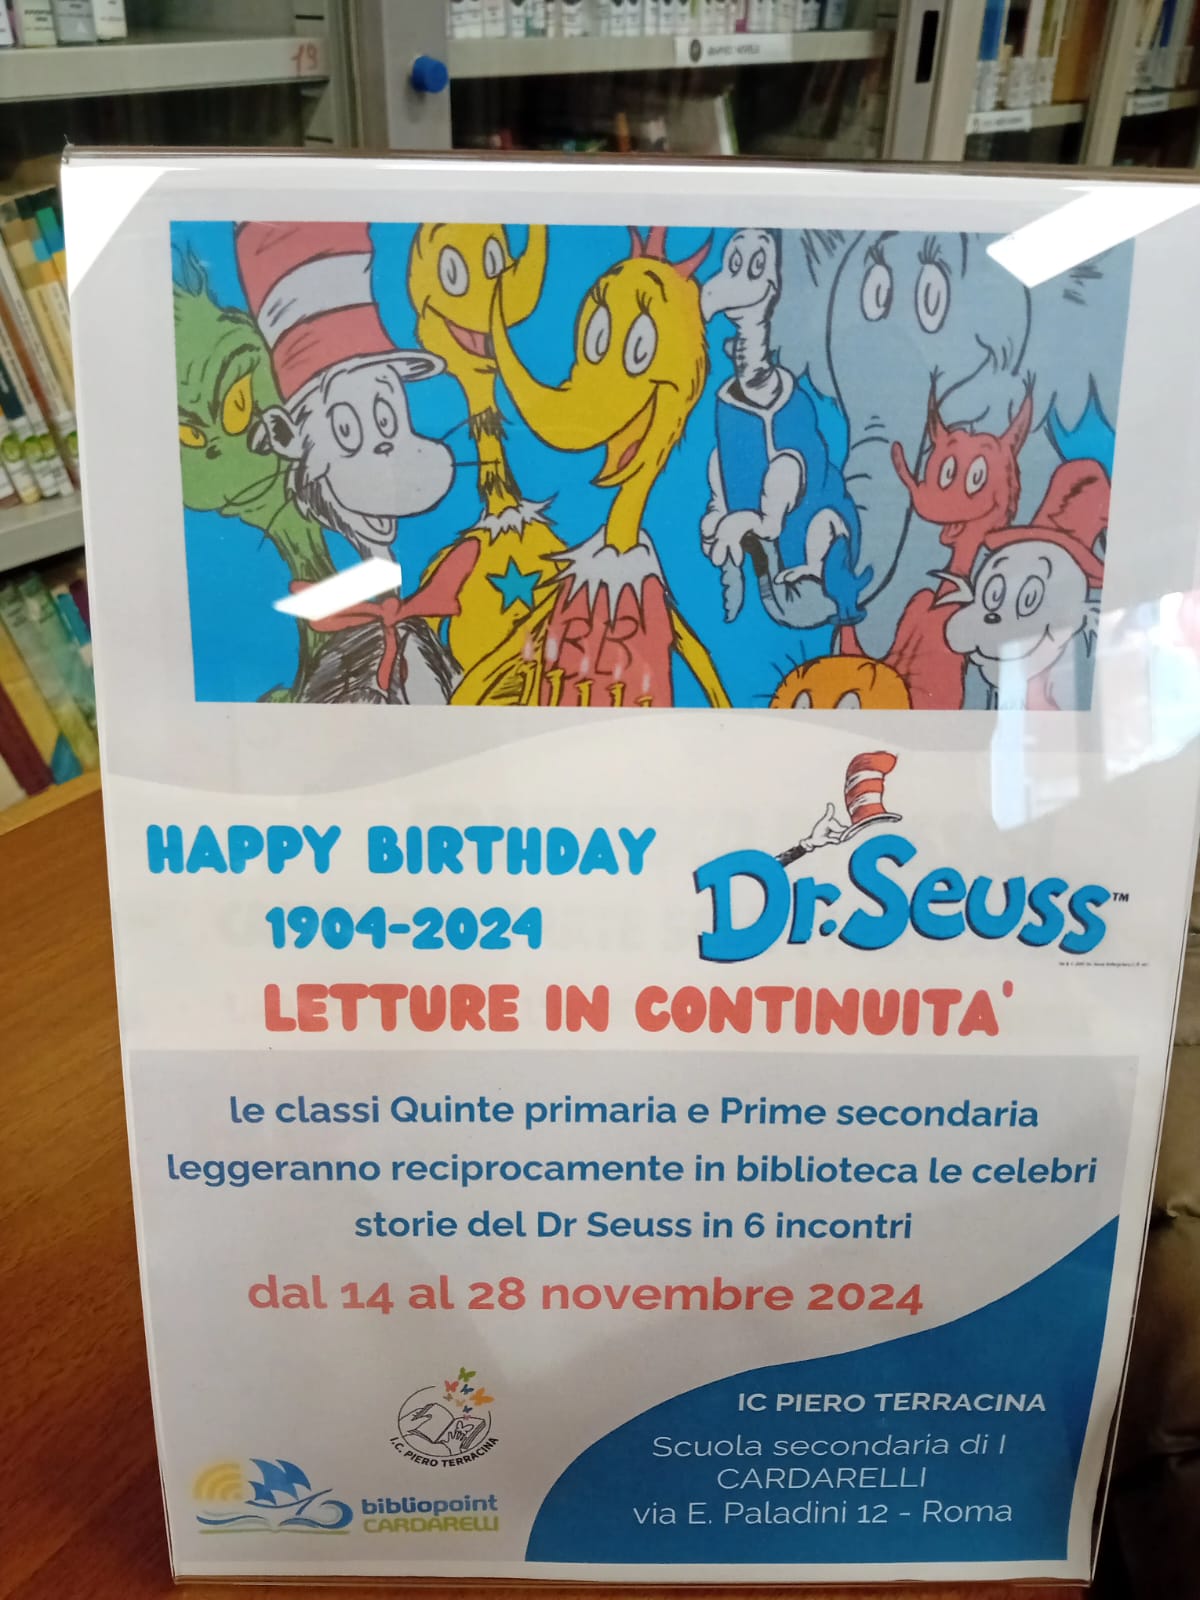 19
HAPPY BIRTHDAY
1904-2024
Dr. Seuss™
LETTURE IN CONTINUITA'
le classi Quinte primaria e Prime secondaria
leggeranno reciprocamente in biblioteca le celebri
storie del Dr Seuss in 6 incontri
dal 14 al 28 novembre 2024
I.C. PIERO TERRACINA
bibliopoint
CARDARELLI
IC PIERO TERRACINA
Scuola secondaria di I
CARDARELLI
via E. Paladini 12 - Roma